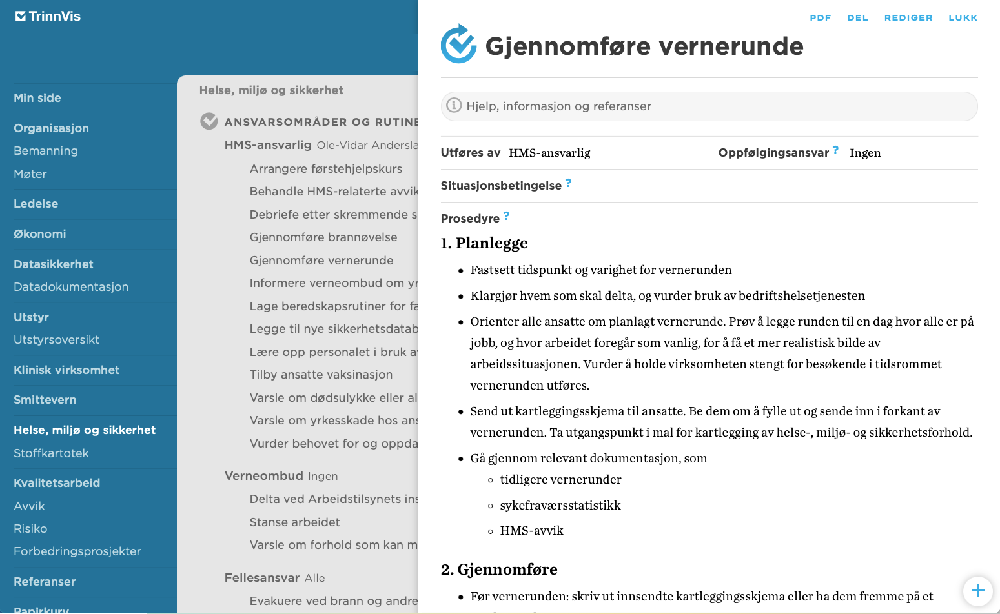 TrinnVis
Min side
Organisasjon
Bemanning
Møter
Ledelse
Økonomi
Datasikkerhet
Datadokumentasjon
Utstyr
Utstyrsoversikt
Klinisk virksomhet
Smittevern
Helse, miljø og sikkerhet
Stoffkartotek
Kvalitetsarbeid
Avvik
Risiko
Forbedringsprosjekter
Referanser
Papirkurv
Helse, miljø og sikkerhet
ANSVARSOMRÅDER OG RUTINE
HMS-ansvarlig Ole-Vidar Andersla
Arrangere førstehjelpskurs
Behandle HMS-relaterte avvik
Debriefe etter skremmende s
Gjennomføre brannøvelse
Gjennomføre vernerunde
Informere verneombud om yr
Lage beredskapsrutiner for fa
Legge til nye sikkerhetsdatab
Lære opp personalet i bruk av
Tilby ansatte vaksinasjon
Varsle om dødsulykke eller al
Varsle om yrkesskade hos ans
Vurder behovet for og oppda
Verneombud Ingen
Delta ved Arbeidstilsynets ins
Stanse arbeidet
Varsle om forhold som kan m
Fellesansvar Alle
Evakuere ved brann og andre
PDF DEL REDIGER LUKK
Gjennomføre vernerunde
Hjelp, informasjon og referanser
Utføres av HMS-ansvarlig Oppfølgingsansvar ? Ingen
Situasjonsbetingelse ?
Prosedyre ?
1. Planlegge
• Fastsett tidspunkt og varighet for vernerunden
• Klargjør hvem som skal delta, og vurder bruk av bedriftshelsetjenesten
• Orienter alle ansatte om planlagt vernerunde. Prøv å legge runden til en dag hvor alle er på
jobb, og hvor arbeidet foregår som vanlig, for å få et mer realistisk bilde av
arbeidssituasjonen. Vurder å holde virksomheten stengt for besøkende i tidsrommet
vernerunden utføres.
• Send ut kartleggingsskjema til ansatte. Be dem om å fylle ut og sende inn i forkant av
vernerunden. Ta utgangspunkt i mal for kartlegging av helse-, miljø- og sikkerhetsforhold.
• Gå gjennom relevant dokumentasjon, som
◦ tidligere vernerunder
◦ sykefraværsstatistikk
◦ HMS-avvik
2. Gjennomføre
• Før vernerunden: skriv ut innsendte kartleggingsskjema eller ha dem fremme på et